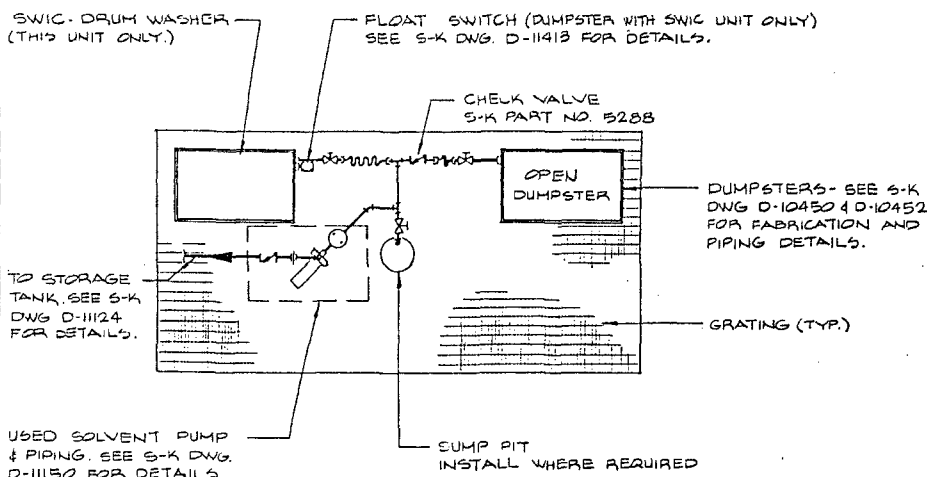 SWIC-DRUM WASHER
(THIS UNIT ONLY.)
FLOAT SWITCH (DUMPSTER WITH SWIC UNIT ONLY)
SEE S-K DWG. D-11413 FOR DETAILS.
CHECK VALVE
S-K PART NO. 5288
OPEN
DUMPSTER
DUMPSTERS- SEE S-K
DWG D-10450 & D-10452
FOR FABRICATION AND
PIPING DETAILS.
TO STORAGE
TANK. SEE S-K
DWG D-11124
FOR DETAILS.
GRATING (TYP.)
USED SOLVENT PUMP
& PIPING. SEE S-K DWG.
D-11150 FOR DETAILS
SUMP PIT
INSTALL WHERE REQUIRED